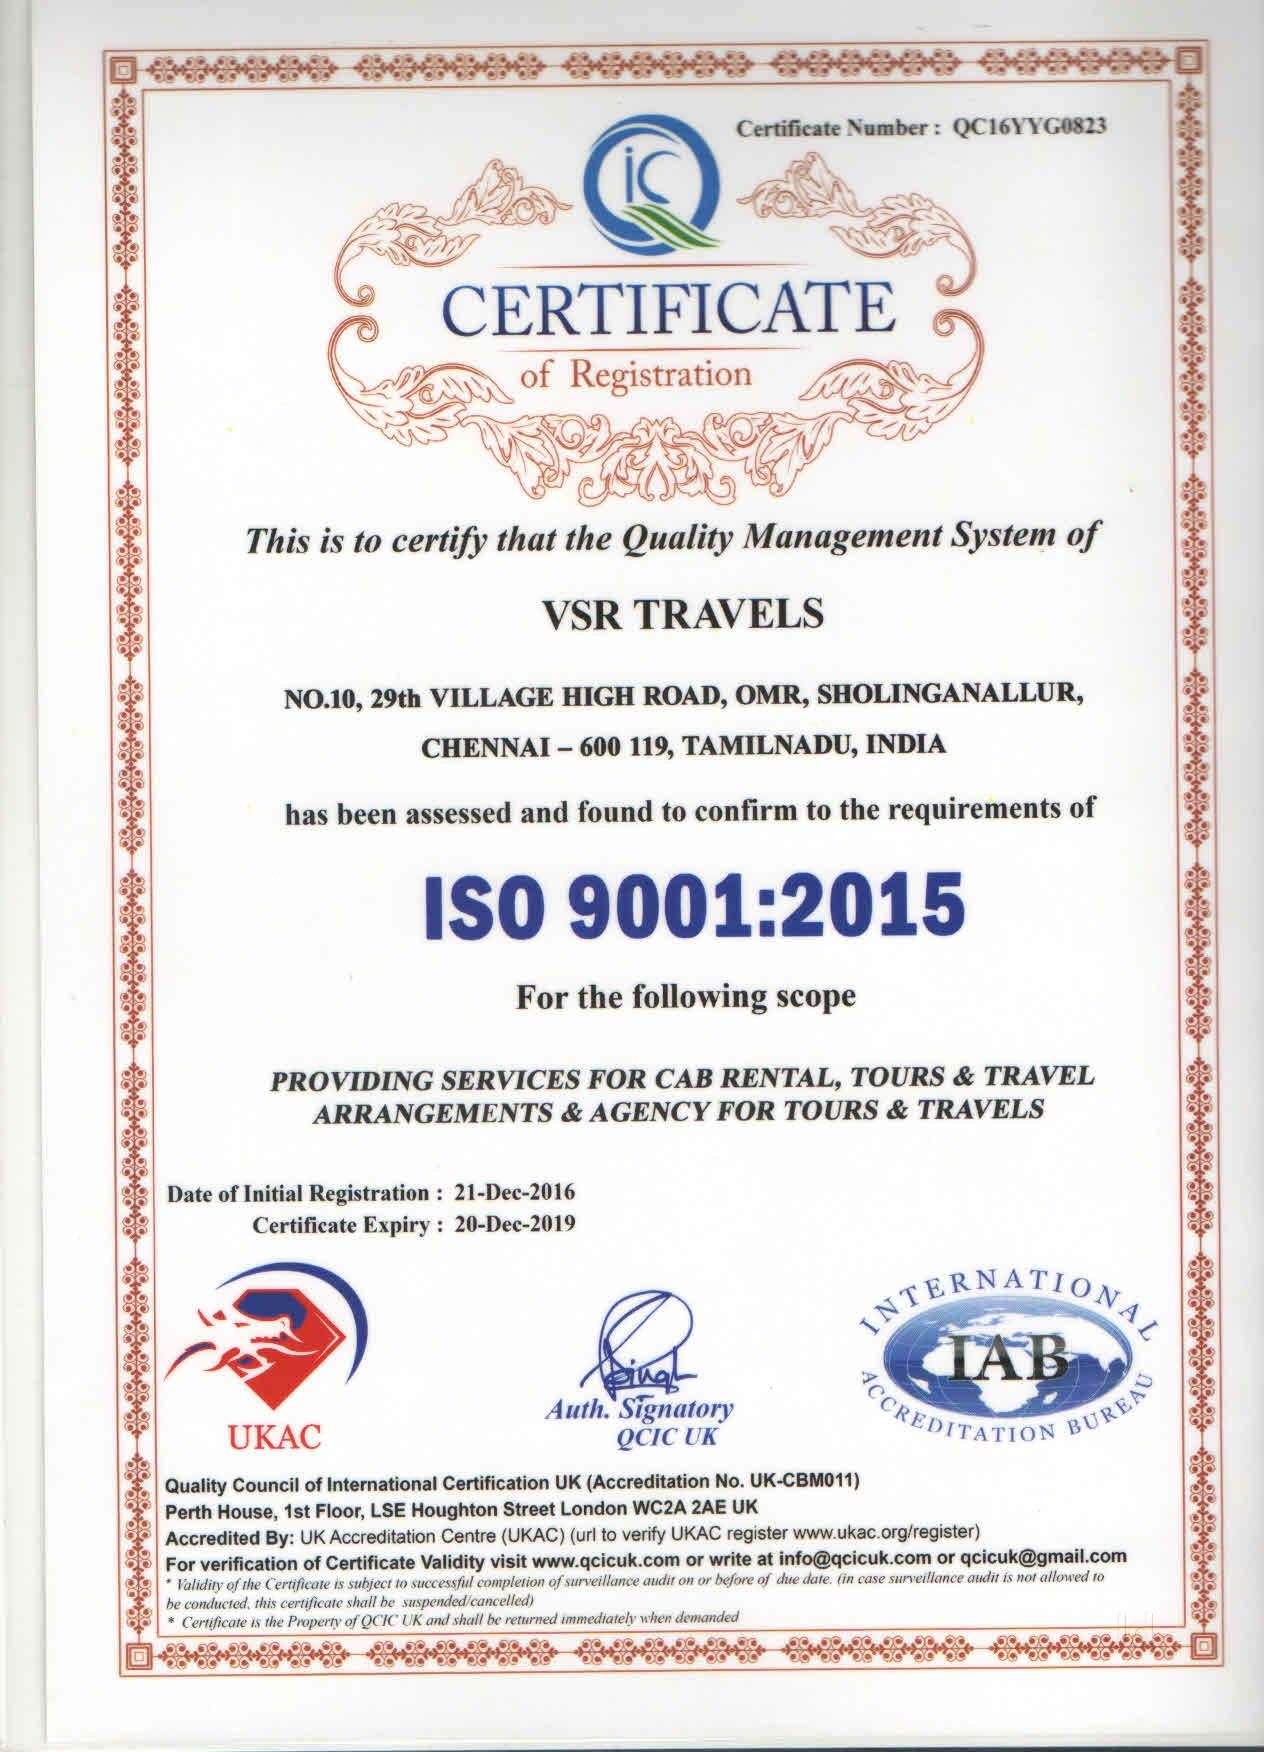 Certificate Number : QC16YYG0823
iC
CERTIFICATE
of Registration
This is to certify that the Quality Management System of
VSR TRAVELS
NO.10, 29th VILLAGE HIGH ROAD, OMR, SHOLINGANALLUR,
CHENNAI – 600 119, TAMILNADU, INDIA
has been assessed and found to confirm to the requirements of
ISO 9001:2015
For the following scope
PROVIDING SERVICES FOR CAB RENTAL, TOURS & TRAVEL
ARRANGEMENTS & AGENCY FOR TOURS & TRAVELS
Date of Initial Registration : 21-Dec-2016
Certificate Expiry : 20-Dec-2019
UKAC
Auth. Signatory
QCIC UK
INTERNATIONAL
IAB
ACCREDITATION BUREAU
Quality Council of International Certification UK (Accreditation No. UK-CBM011)
Perth House, 1st Floor, LSE Houghton Street London WC2A 2AE UK
Accredited By: UK Accreditation Centre (UKAC) (url to verify UKAC register www.ukac.org/register)
For verification of Certificate Validity visit www.qcicuk.com or write at info@qcicuk.com or qcicuk@gmail.com
* Validity of the Certificate is subject to successful completion of surveillance audit on or before of due date. (in case surveillance audit is not allowed to
be conducted, this certificate shall be suspended/cancelled)
* Certificate is the Property of QCIC UK and shall be returned immediately when demanded